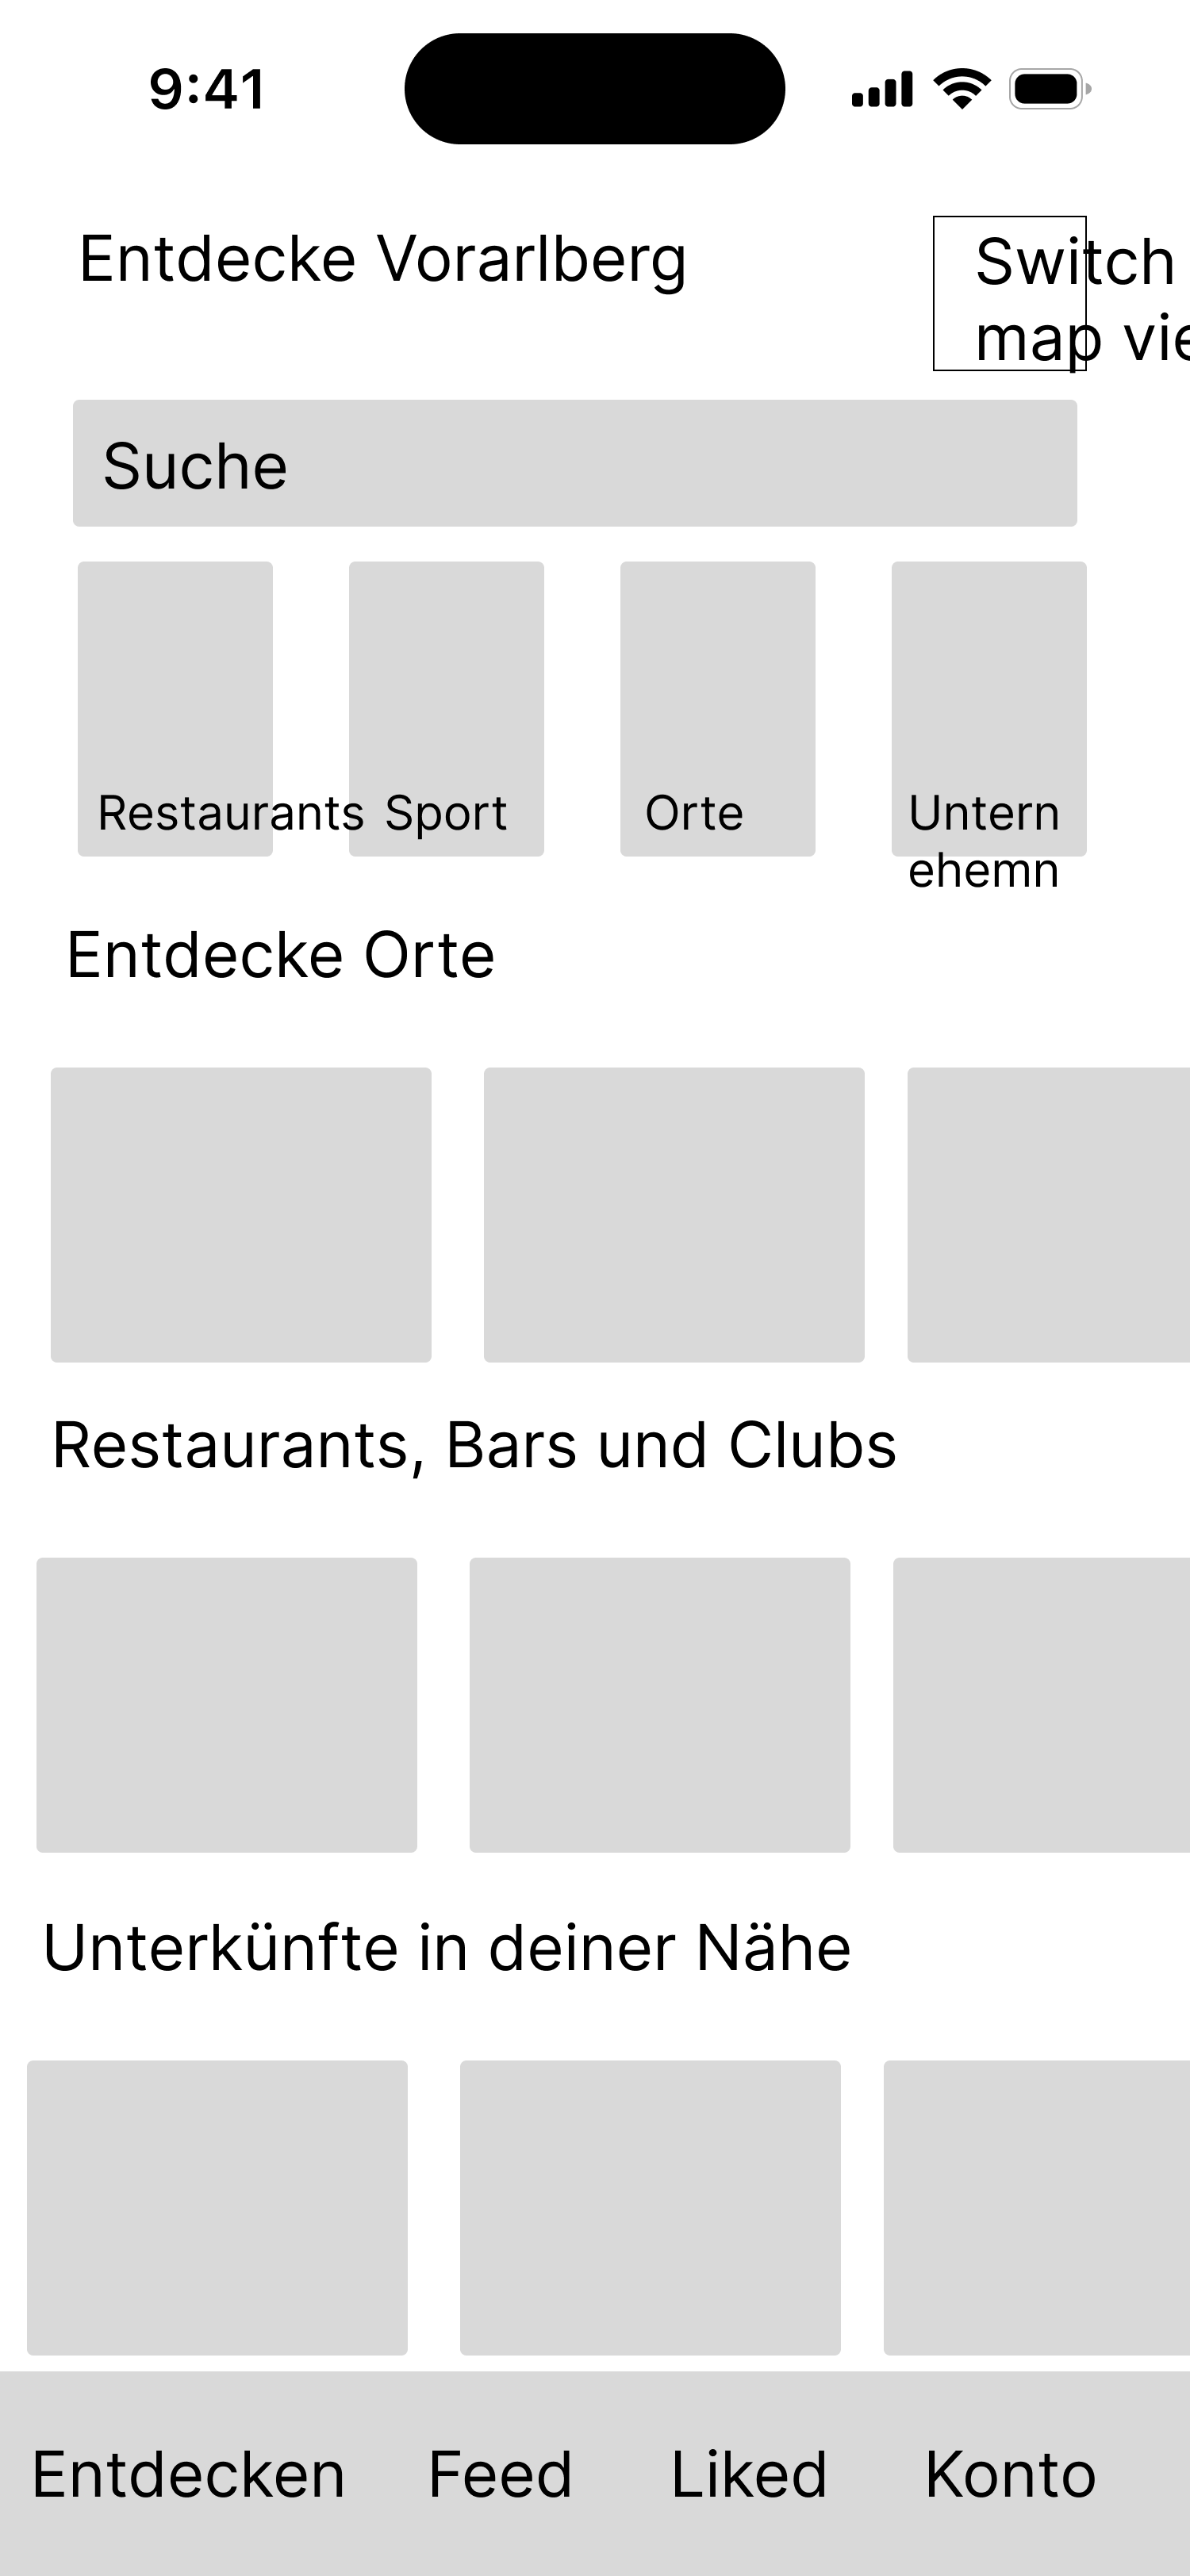 9:41
Entdecke Vorarlberg
Switch
map vie
Suche
Restaurants
Sport
Orte
Untern
ehemn
Entdecke Orte
Restaurants, Bars und Clubs
Unterkünfte in deiner Nähe
Entdecken
Feed
Liked
Konto